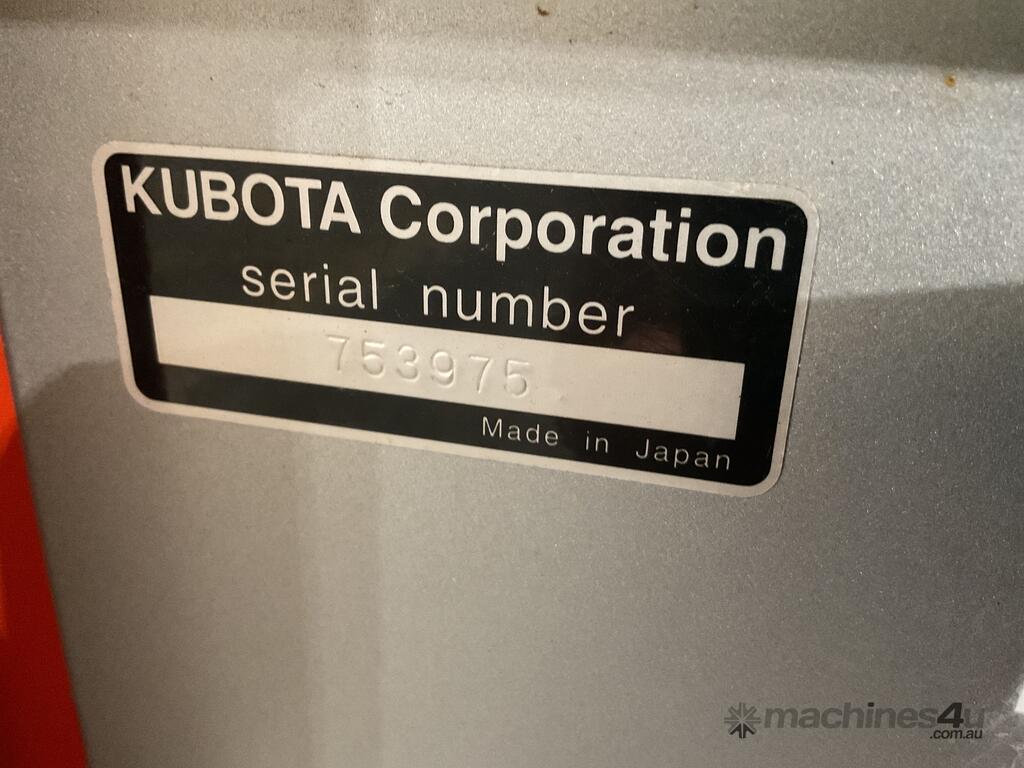 KUBOTA Corporation
serial number
753975
Made in Japan
machines4u
.com.au